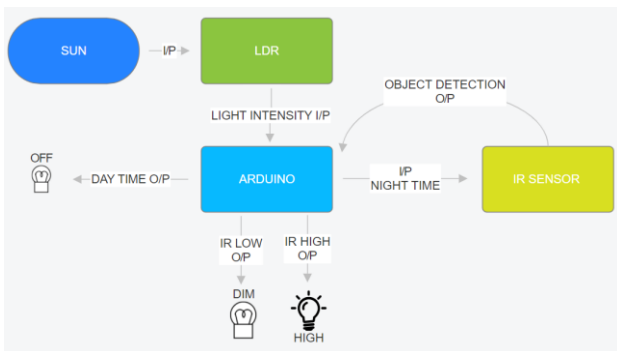 SUN
I/P
LDR
OBJECT DETECTION
O/P
LIGHT INTENSITY I/P
OFF
DAY TIME O/P
ARDUINO
I/P
NIGHT TIME
IR SENSOR
IR LOW
O/P
IR HIGH
O/P
DIM
HIGH